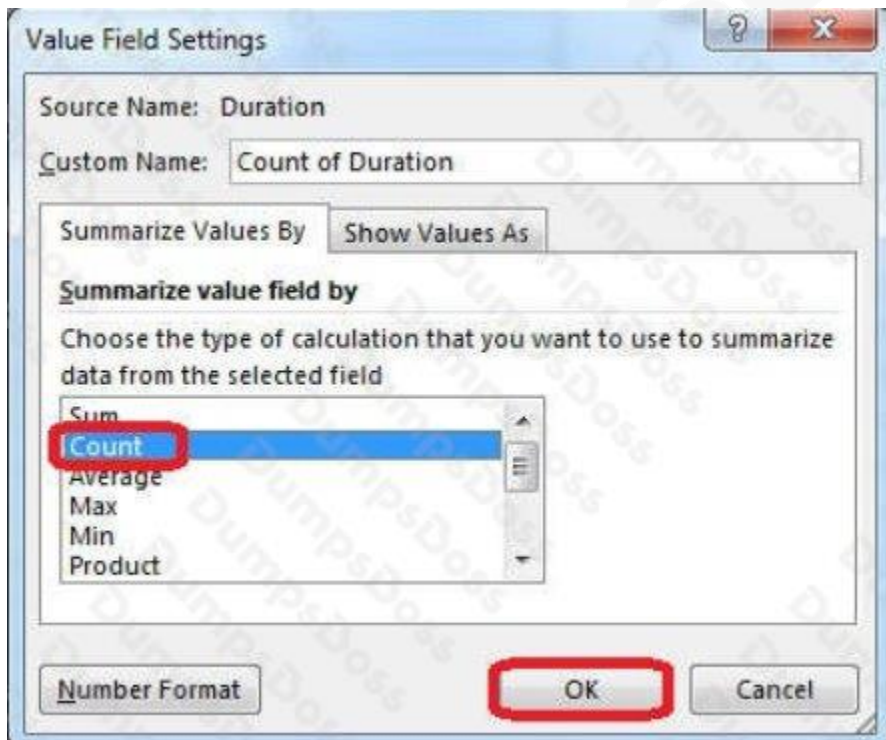 Value Field Settings
Source Name: Duration
Custom Name: Count of Duration
Summarize Values By Show Values As
Summarize value field by
Choose the type of calculation that you want to use to summarize
data from the selected field
Sum
Count
Average
Max
Min
Product
Number Format OK Cancel
DumpsDoss